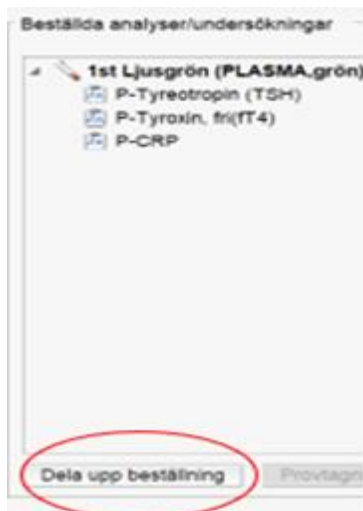 Beställda analyser/undersökningar
1st Ljusgrön (PLASMA,grön)
P-Tyreotropin (TSH)
P-Tyroxin, fri(fT4)
P-CRP
Dela upp beställning